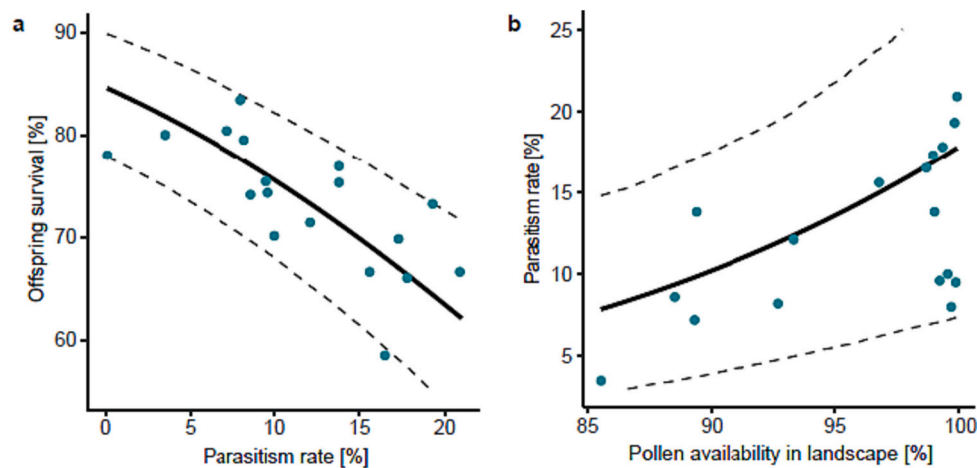 a
90
80
70
60
Offspring survival [%]
0 5 10 15 20
Parasitism rate [%]
b
25
20
15
10
5
Parasitism rate [%]
85 90 95 100
Pollen availability in landscape [%]